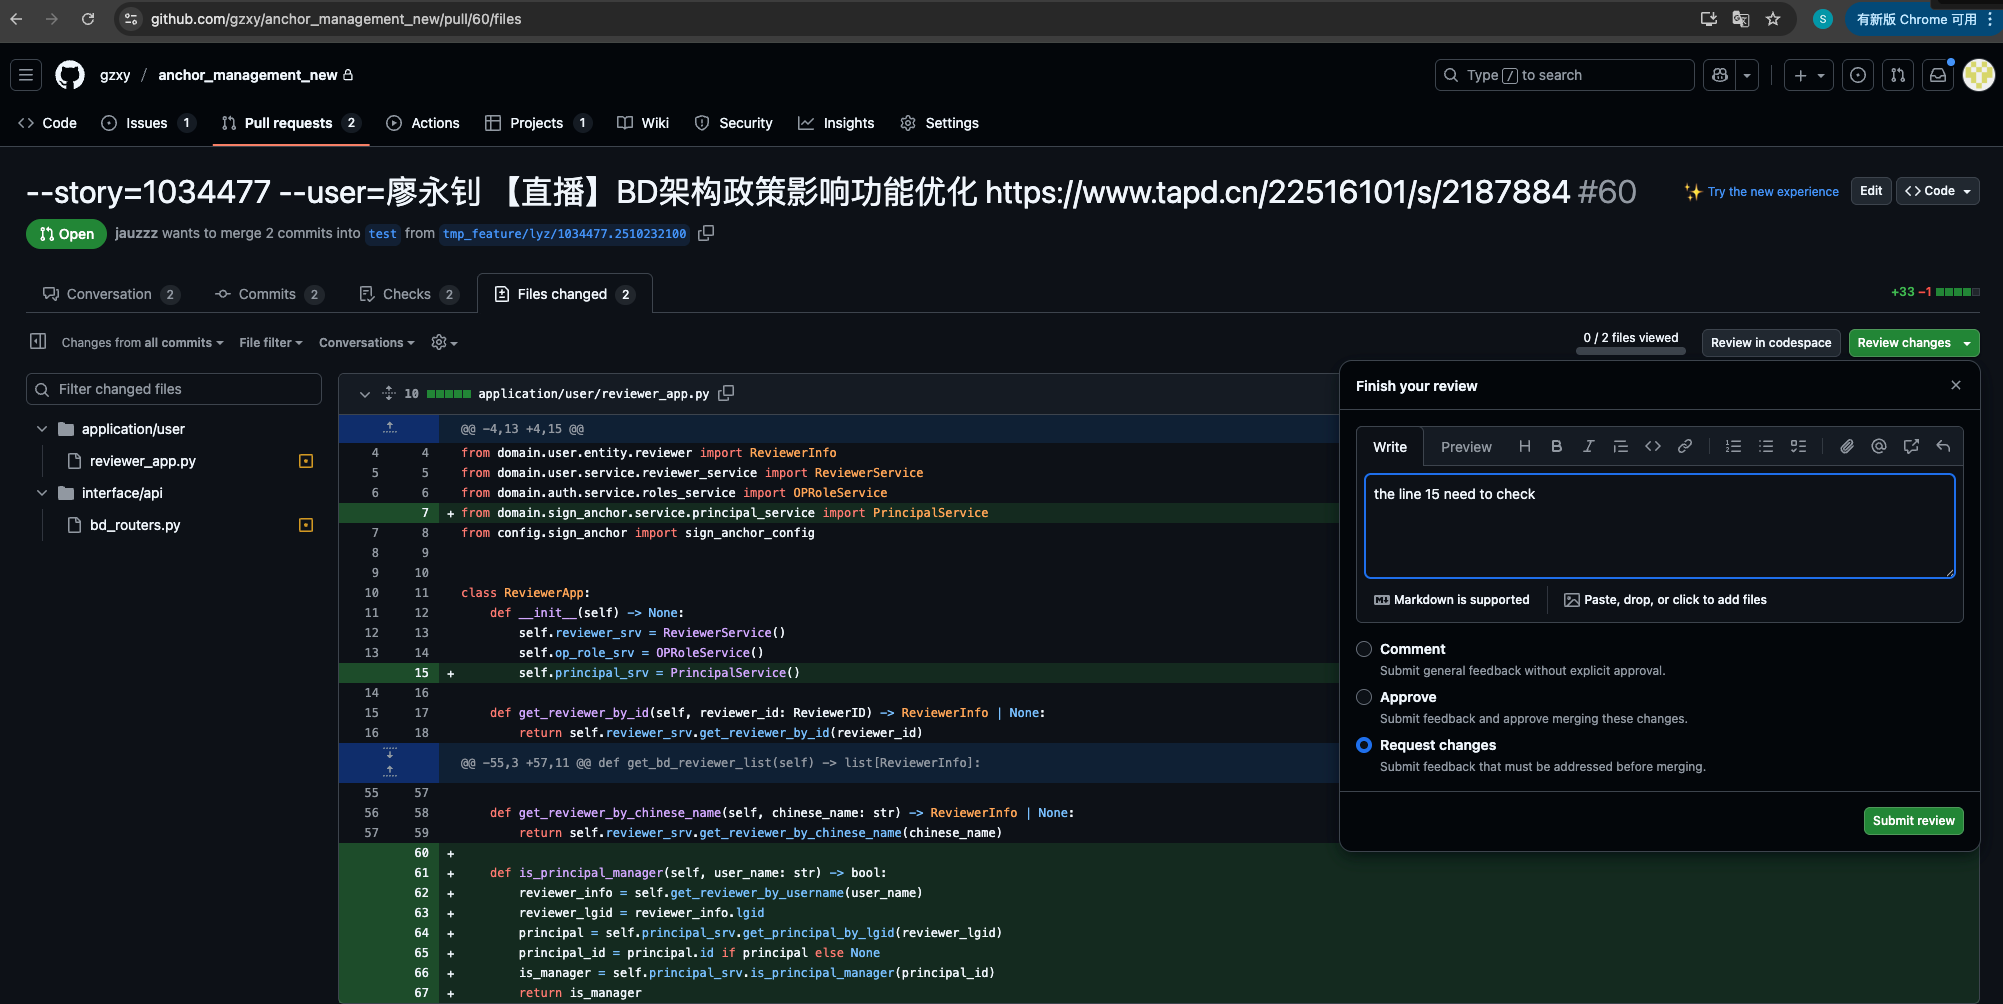 github.com/gzxy/anchor_management_new/pull/60/files
S
有新版 Chrome 可用
gzxy / anchor_management_new
Type / to search
Code
Issues 1
Pull requests 2
Actions
Projects 1
Wiki
Security
Insights
Settings
--story=1034477 --user=廖永钊 【直播】BD架构政策影响功能优化 https://www.tapd.cn/22516101/s/2187884 #60
Try the new experience
Edit
<> Code
Open
jauzzz wants to merge 2 commits into test from tmp_feature/lyz/1034477.2510232100
Conversation 2
Commits 2
Checks 2
Files changed 2
+33 −1
Changes from all commits
File filter
Conversations
0 / 2 files viewed
Review in codespace
Review changes
Filter changed files
application/user
reviewer_app.py
interface/api
bd_routers.py
10 application/user/reviewer_app.py
@@ -4,13 +4,15 @@
4 4 from domain.user.entity.reviewer import ReviewerInfo
5 5 from domain.user.service.reviewer_service import ReviewerService
6 6 from domain.auth.service.roles_service import OPRoleService
7 + from domain.sign_anchor.service.principal_service import PrincipalService
7 8 from config.sign_anchor import sign_anchor_config
8 9
9 10
10 11 class ReviewerApp:
11 12 def __init__(self) -> None:
12 13 self.reviewer_srv = ReviewerService()
13 14 self.op_role_srv = OPRoleService()
15 + self.principal_srv = PrincipalService()
14 16
15 17 def get_reviewer_by_id(self, reviewer_id: ReviewerID) -> ReviewerInfo | None:
16 18 return self.reviewer_srv.get_reviewer_by_id(reviewer_id)
@@ -55,3 +57,11 @@ def get_bd_reviewer_list(self) -> list[ReviewerInfo]:
55 57
56 58 def get_reviewer_by_chinese_name(self, chinese_name: str) -> ReviewerInfo | None:
57 59 return self.reviewer_srv.get_reviewer_by_chinese_name(chinese_name)
60 +
61 + def is_principal_manager(self, user_name: str) -> bool:
62 + reviewer_info = self.get_reviewer_by_username(user_name)
63 + reviewer_lgid = reviewer_info.lgid
64 + principal = self.principal_srv.get_principal_by_lgid(reviewer_lgid)
65 + principal_id = principal.id if principal else None
66 + is_manager = self.principal_srv.is_principal_manager(principal_id)
67 + return is_manager
Finish your review
Write
Preview
the line 15 need to check
Markdown is supported
Paste, drop, or click to add files
Comment
Submit general feedback without explicit approval.
Approve
Submit feedback and approve merging these changes.
Request changes
Submit feedback that must be addressed before merging.
Submit review